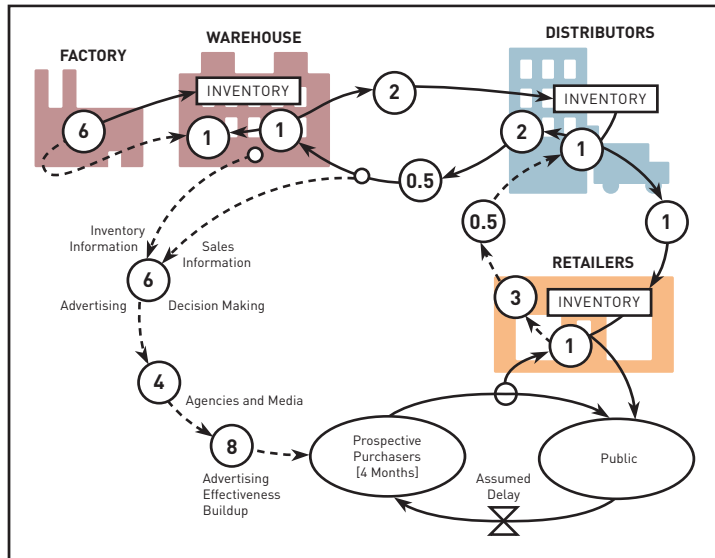 FACTORY
WAREHOUSE
DISTRIBUTORS
INVENTORY
INVENTORY
6
1
1
2
2
1
0.5
0.5
1
Inventory
Information
Sales
Information
RETAILERS
INVENTORY
6
3
1
Advertising
Decision Making
4
Agencies and Media
8
Advertising
Effectiveness
Buildup
Prospective
Purchasers
[4 Months]
Public
Assumed
Delay